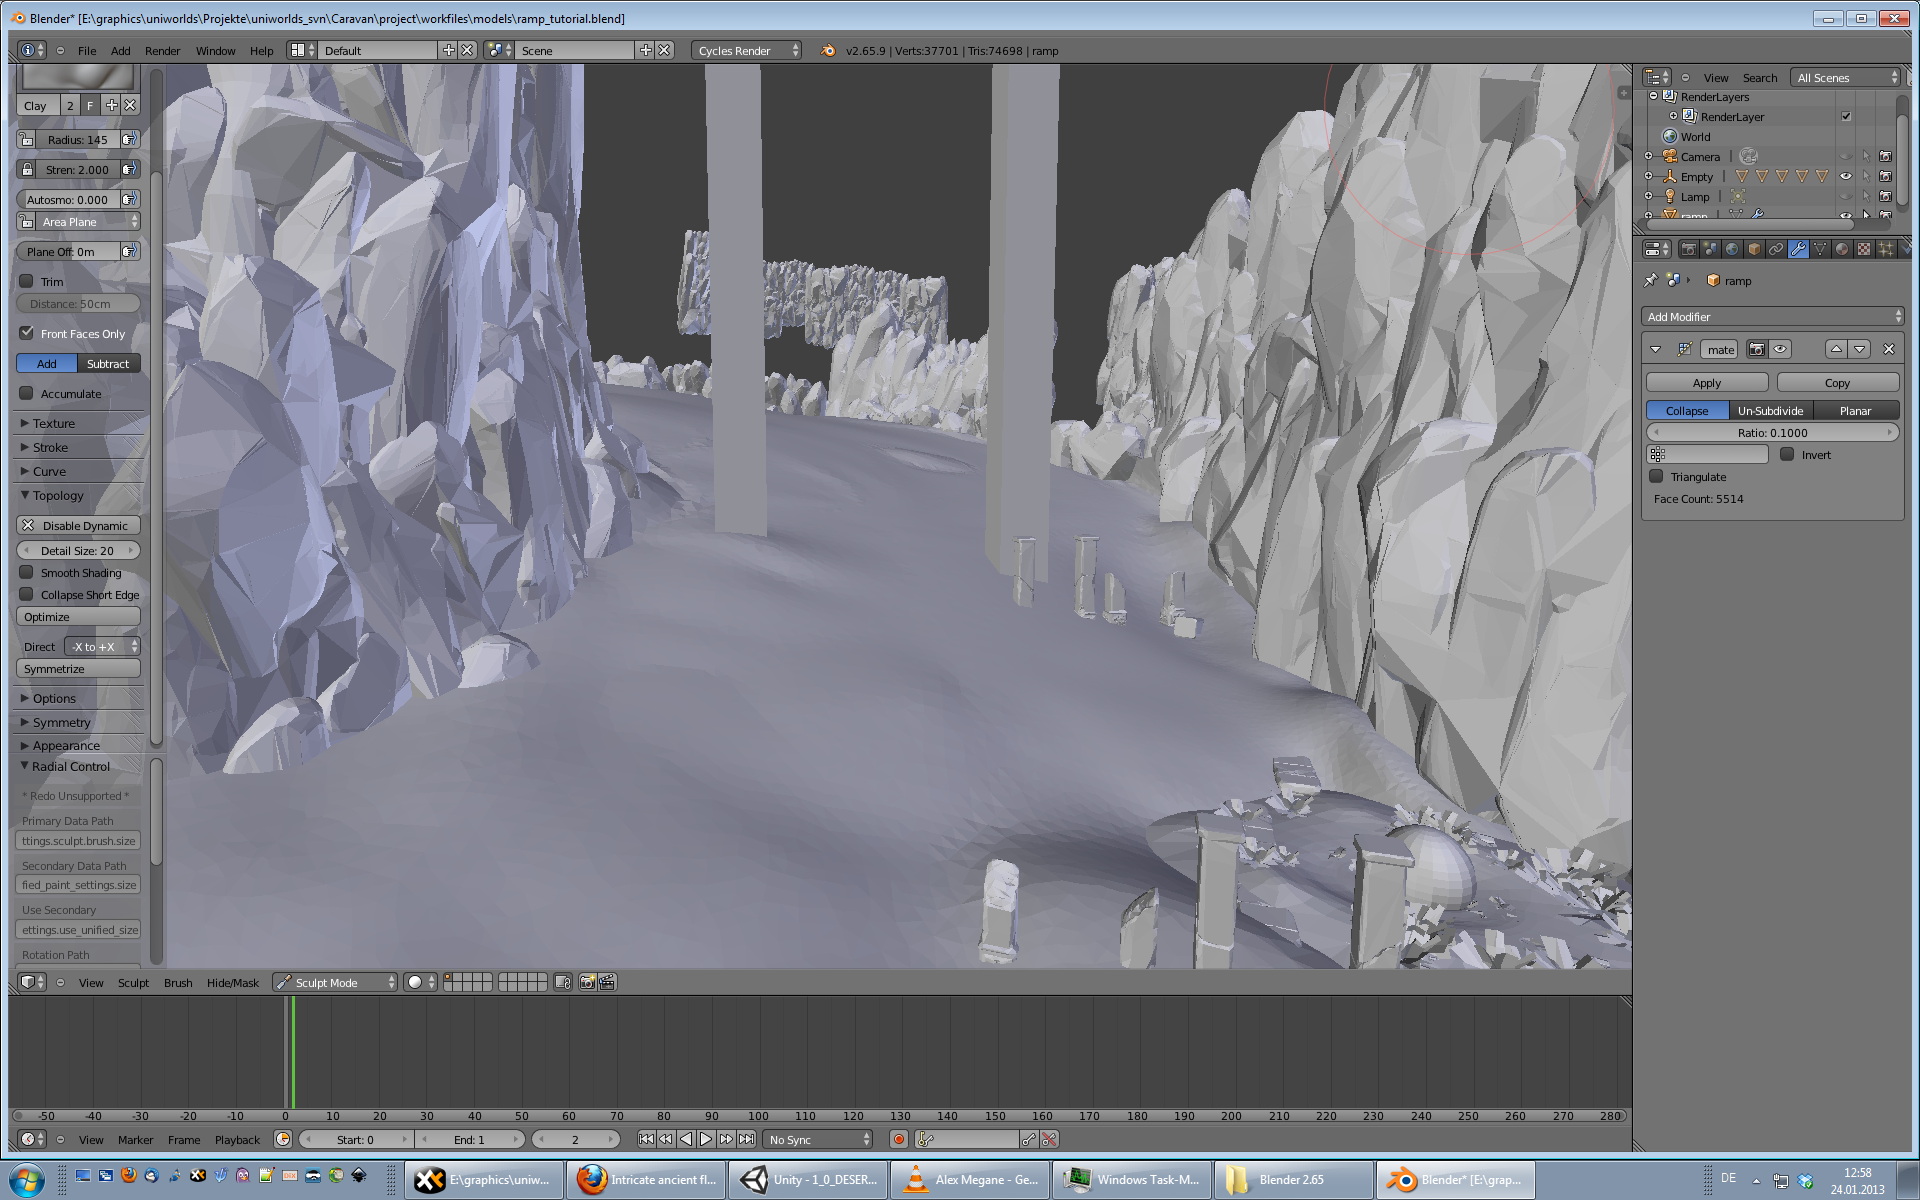 Blender* [E:\graphics\uniworlds\Projekte\uniworlds_svn\Caravan\project\workfiles\models\ramp_tutorial.blend]
File Add Render Window Help Default Scene Cycles Render v2.65.9 | Verts:37701 | Tris:74698 | ramp
Clay 2 F
Radius: 145
Stren: 2.000
Autosmo: 0.000
Area Plane
Plane Off: 0m
Trim
Distance: 50cm
Front Faces Only
Add Subtract
Accumulate
Texture
Stroke
Curve
Topology
Disable Dynamic
Detail Size: 20
Smooth Shading
Collapse Short Edge
Optimize
Direct -X to +X
Symmetrize
Options
Symmetry
Appearance
Radial Control
* Redo Unsupported *
Primary Data Path
ttings.sculpt.brush.size
Secondary Data Path
fied_paint_settings.size
Use Secondary
ettings.use_unified_size
Rotation Path
View Search All Scenes
RenderLayers
RenderLayer
World
Camera
Empty
Lamp
ramp
ramp
Add Modifier
mate
Apply Copy
Collapse Un-Subdivide Planar
Ratio: 0.1000
Invert
Triangulate
Face Count: 5514
View Sculpt Brush Hide/Mask Sculpt Mode
-50 -40 -30 -20 -10 0 10 20 30 40 50 60 70 80 90 100 110 120 130 140 150 160 170 180 190 200 210 220 230 240 250 260 270 280
View Marker Frame Playback Start: 0 End: 1 2 No Sync
E:\graphics\uniw... Intricate ancient fl... Unity - 1_0_DESER... Alex Megane - Ge... Windows Task-M... Blender 2.65 Blender* [E:\grap... DE 12:58
24.01.2013